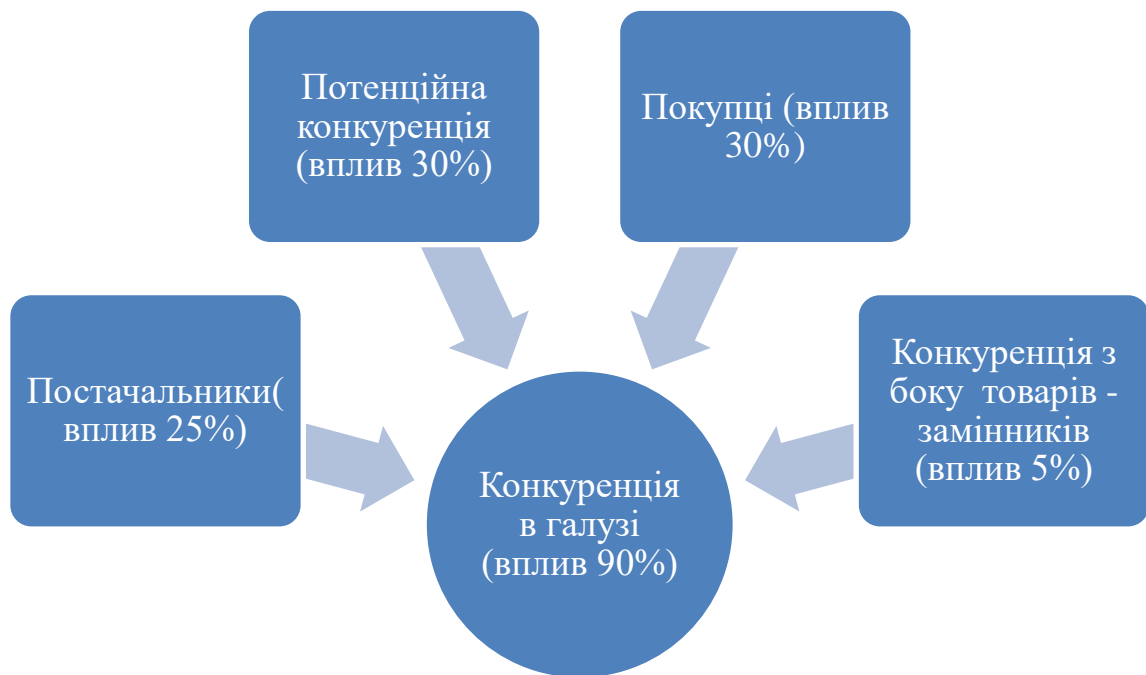 Потенційна
конкуренція
(вплив 30%)
Покупці (вплив
30%)
Постачальники(
вплив 25%)
Конкуренція з
боку товарів -
замінників
(вплив 5%)
Конкуренція
в галузі
(вплив 90%)